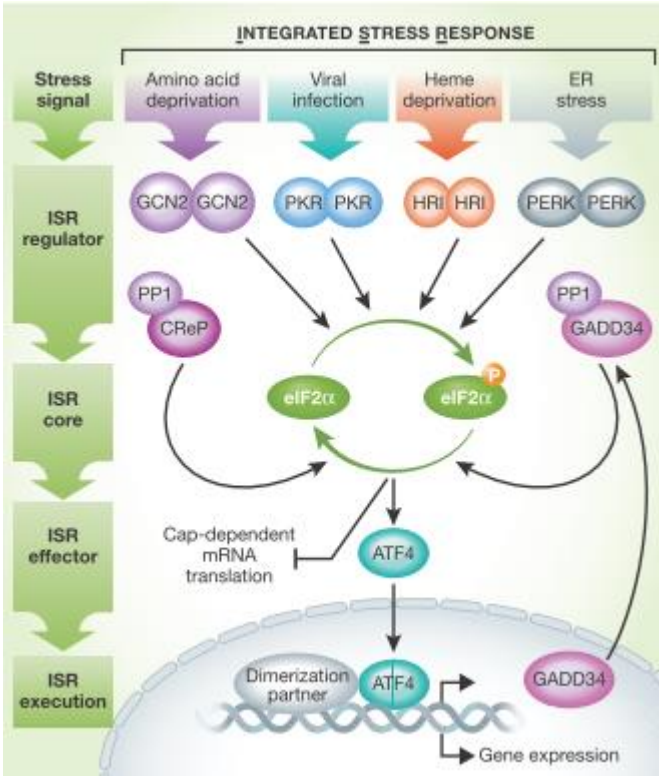 INTEGRATED STRESS RESPONSE
Stress
signal
Amino acid
deprivation
Viral
infection
Heme
deprivation
ER
stress
ISR
regulator
GCN2 GCN2
PKR PKR
HRI HRI
PERK PERK
PP1
CReP
PP1
GADD34
ISR
core
eIF2α
eIF2α
P
ISR
effector
Cap-dependent
mRNA
translation
ATF4
ISR
execution
Dimerization
partner
ATF4
GADD34
Gene expression